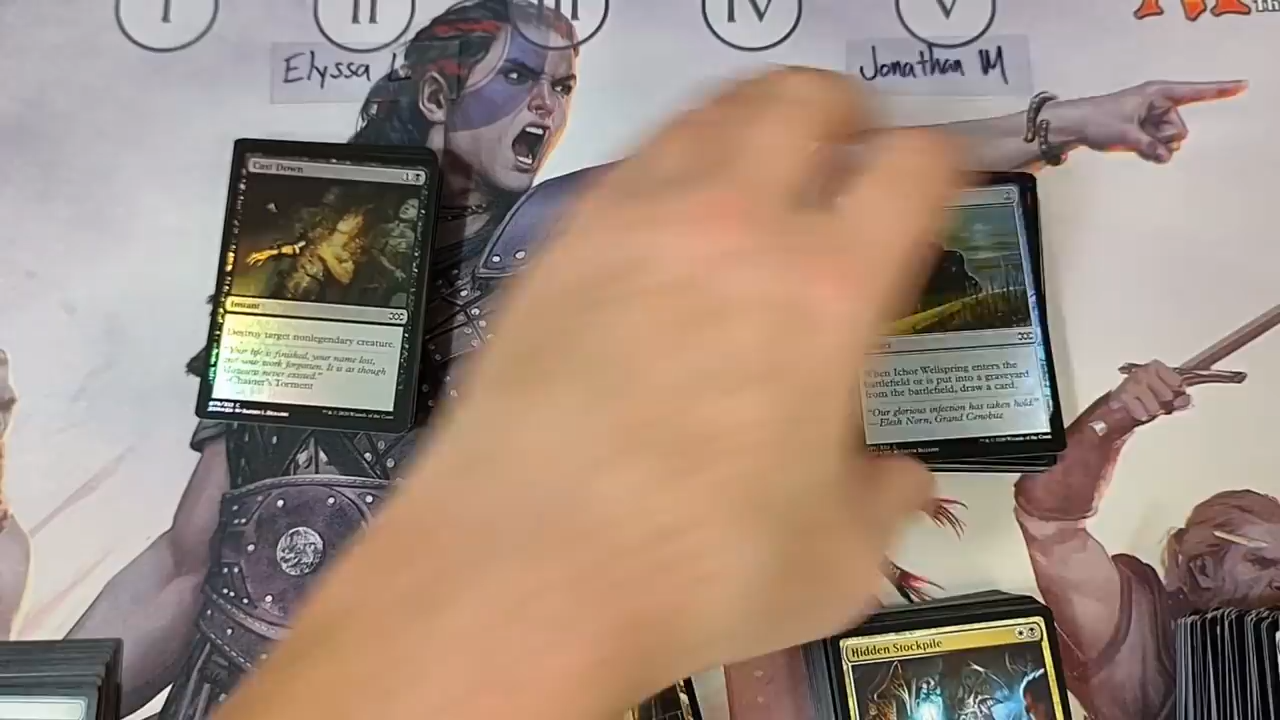 I II III IV V
Elyssa L
Jonathan M
Cast Down
Instant
Destroy target nonlegendary creature.
"Your life is finished, your name lost,
and your work forgotten. It is as though
Mazeura never existed."
—Chainer's Torment
When Ichor Wellspring enters the
battlefield or is put into a graveyard
from the battlefield, draw a card.
"Our glorious infection has taken hold."
—Elesh Norn, Grand Cenobite
Hidden Stockpile